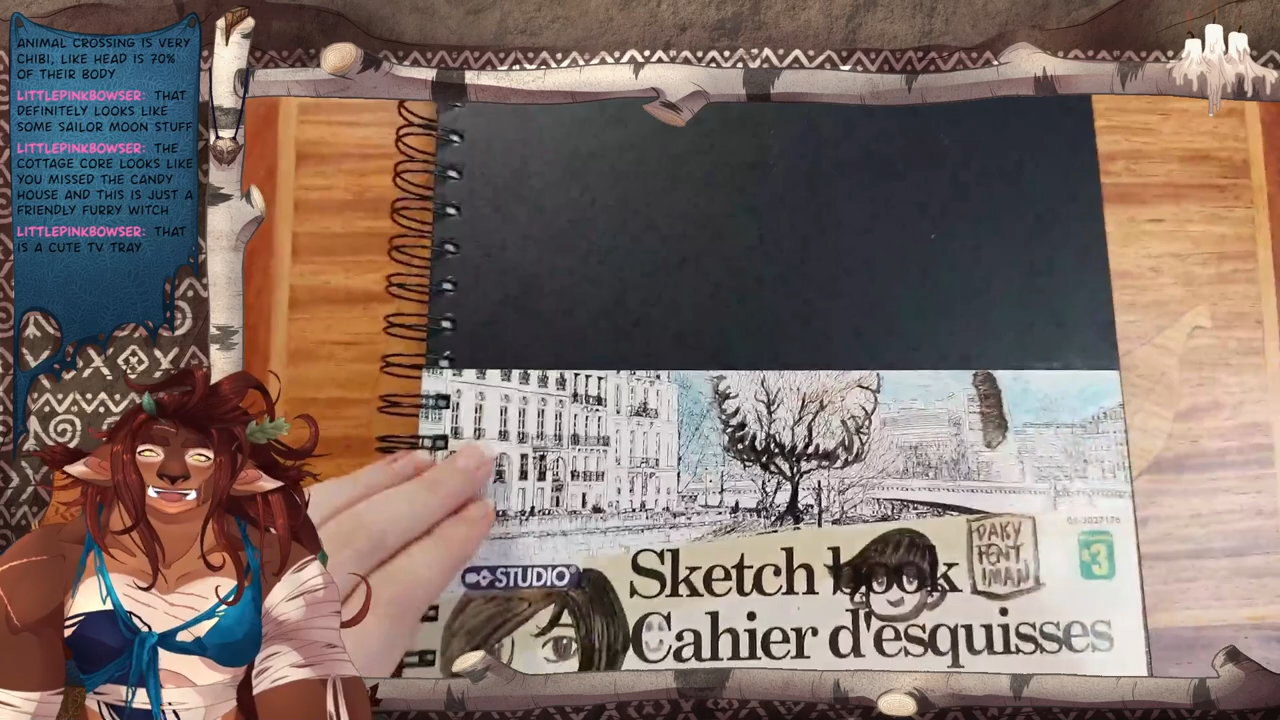 ANIMAL CROSSING IS VERY
CHIBI, LIKE HEAD IS 70%
OF THEIR BODY
LITTLEPINKBOWSER: THAT
DEFINITELY LOOKS LIKE
SOME SAILOR MOON STUFF
LITTLEPINKBOWSER: THE
COTTAGE CORE LOOKS LIKE
YOU MISSED THE CANDY
HOUSE AND THIS IS JUST A
FRIENDLY FURRY WITCH
LITTLEPINKBOWSER: THAT
IS A CUTE TV TRAY
STUDIO
Sketch book
Cahier d'esquisses
DAKY
FENT
IMAN
+3